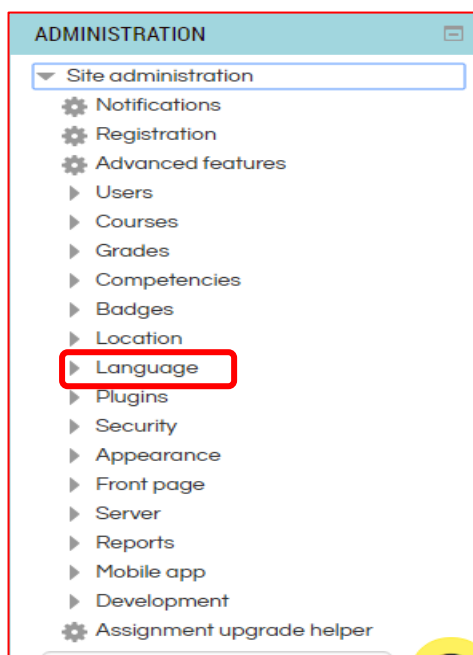 ADMINISTRATION
Site administration
Notifications
Registration
Advanced features
Users
Courses
Grades
Competencies
Badges
Location
Language
Plugins
Security
Appearance
Front page
Server
Reports
Mobile app
Development
Assignment upgrade helper